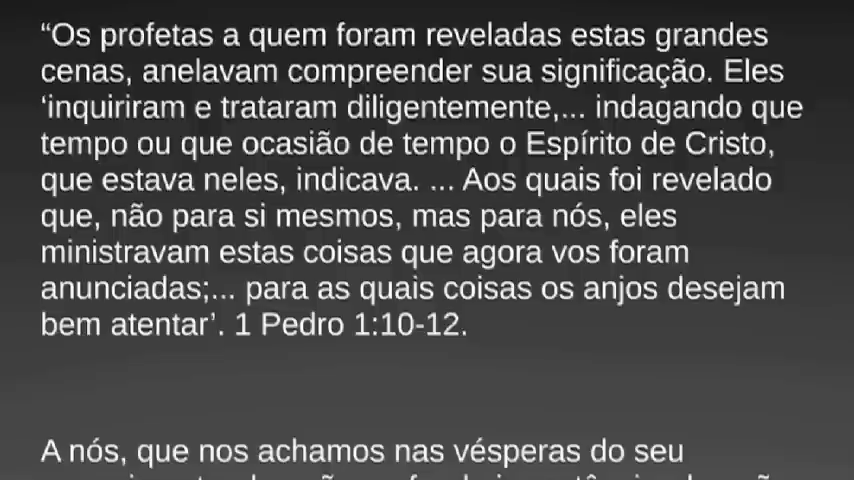 “Os profetas a quem foram reveladas estas grandes
cenas, anelavam compreender sua significação. Eles
‘inquiriram e trataram diligentemente,... indagando que
tempo ou que ocasião de tempo o Espírito de Cristo,
que estava neles, indicava. ... Aos quais foi revelado
que, não para si mesmos, mas para nós, eles
ministravam estas coisas que agora vos foram
anunciadas;... para as quais coisas os anjos desejam
bem atentar’. 1 Pedro 1:10-12.
A nós, que nos achamos nas vésperas do seu